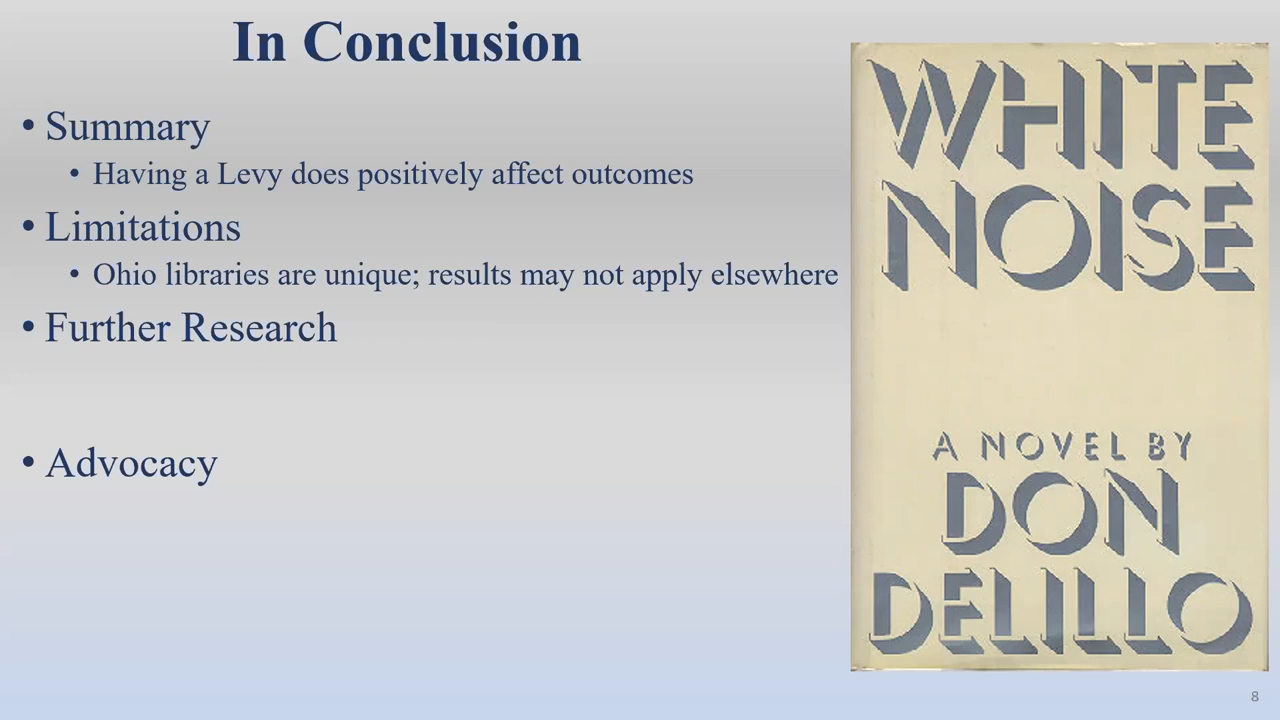 In Conclusion
• Summary
• Having a Levy does positively affect outcomes
• Limitations
• Ohio libraries are unique; results may not apply elsewhere
• Further Research
• Advocacy
WHITE
NOISE
A NOVEL BY
DON
DELILLO
8